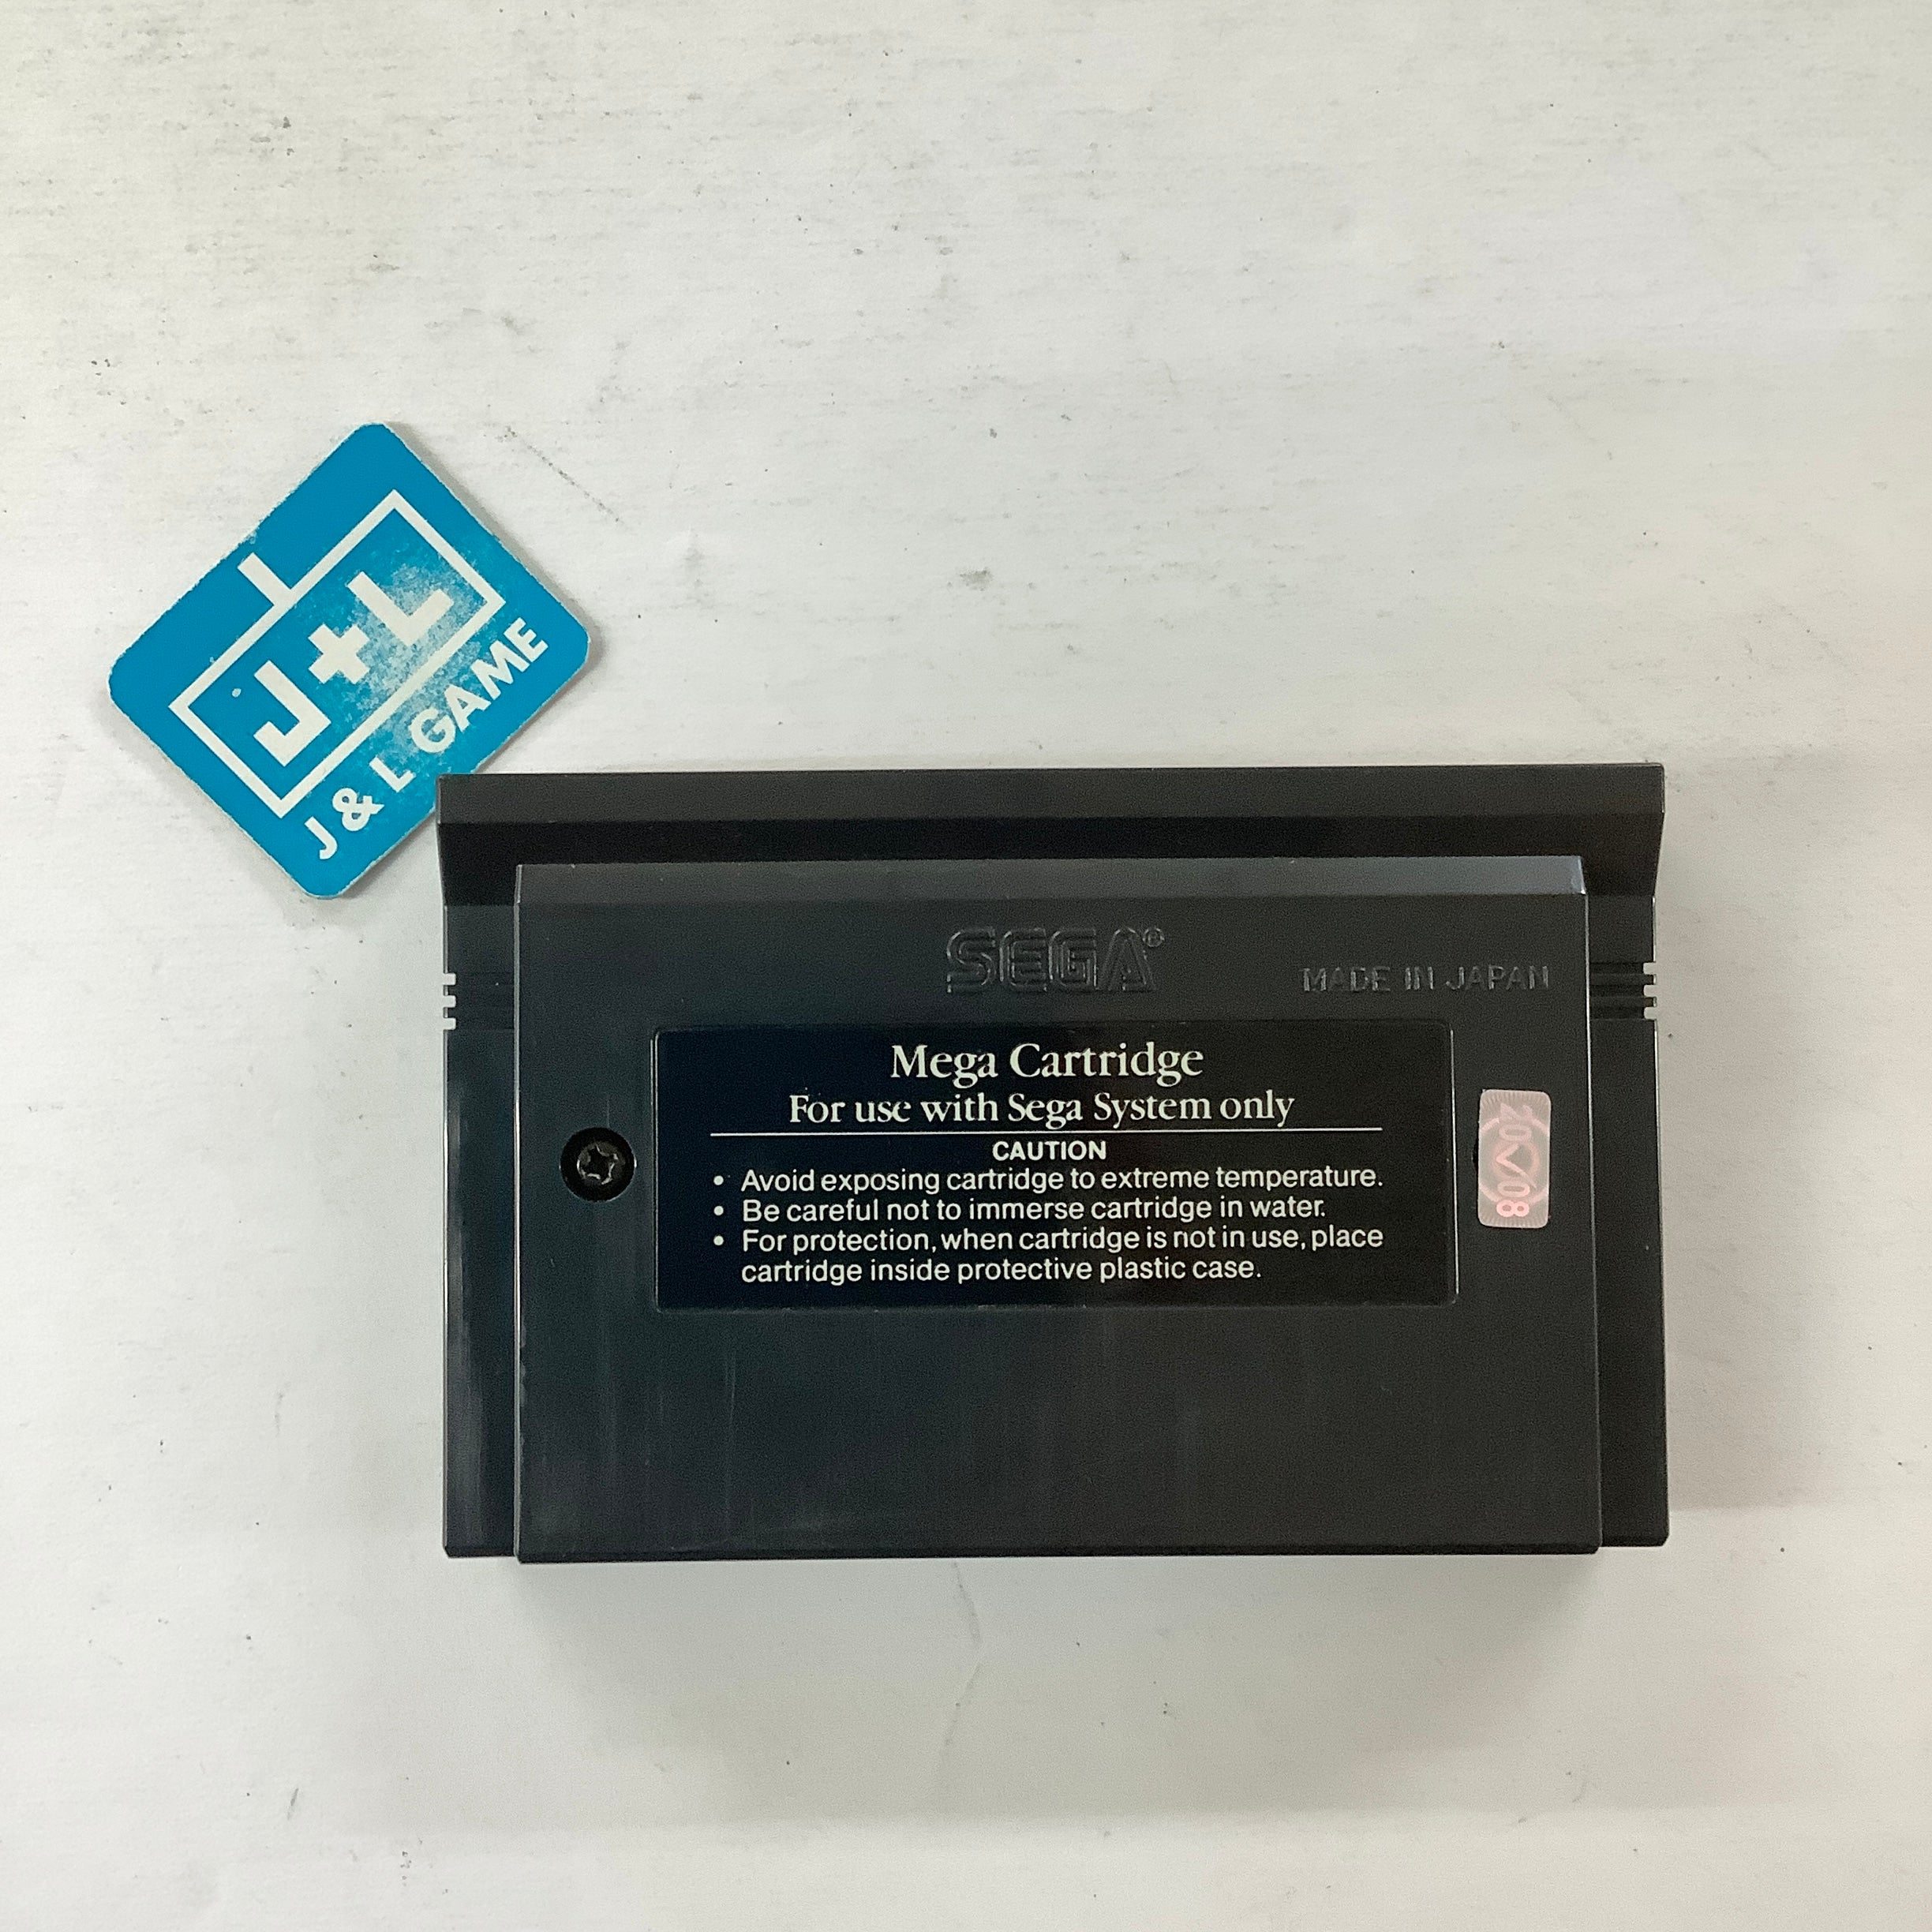 J+L
J & L GAME
SEGA®
MADE IN JAPAN
Mega Cartridge
For use with Sega System only
CAUTION
• Avoid exposing cartridge to extreme temperature.
• Be careful not to immerse cartridge in water.
• For protection, when cartridge is not in use, place
cartridge inside protective plastic case.
20V08